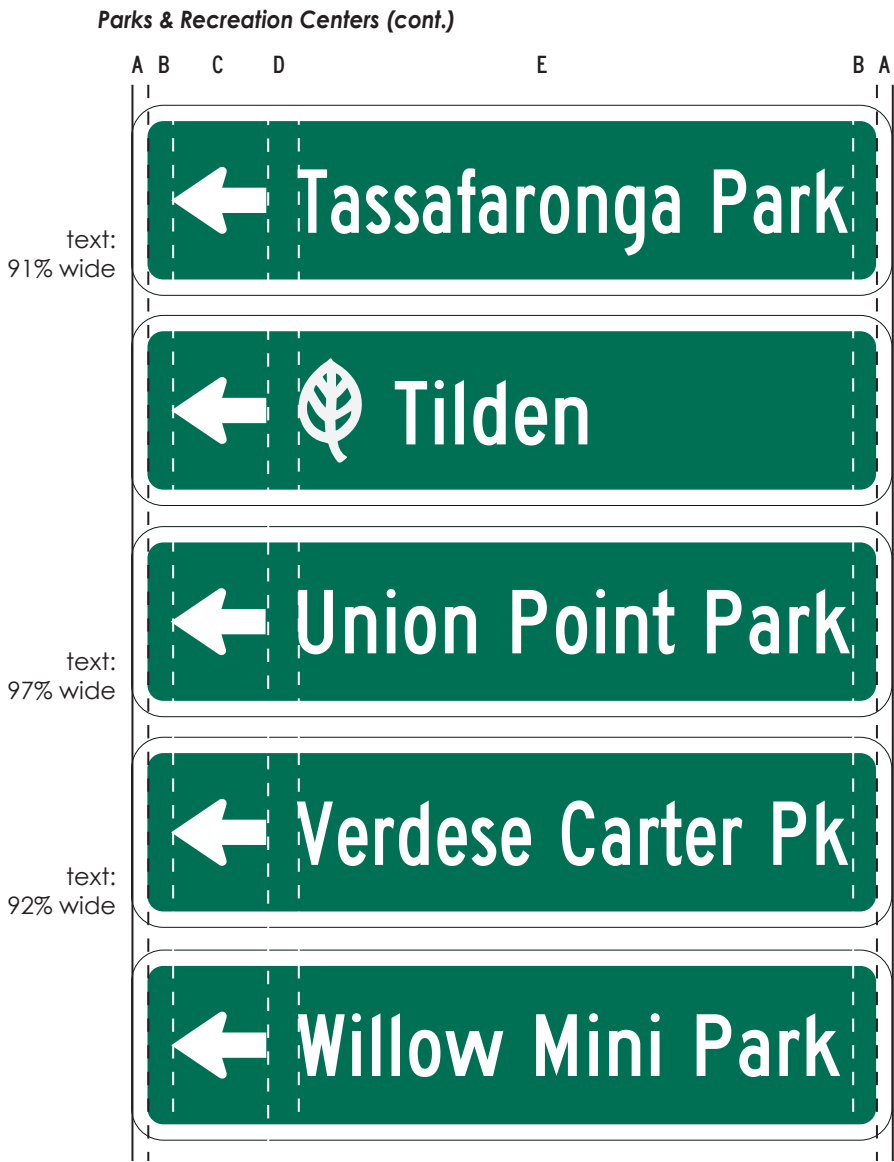 Parks & Recreation Centers (cont.)
A B C D E B A
Tassafaronga Park
text:
91% wide
Tilden
Union Point Park
text:
97% wide
Verdese Carter Pk
text:
92% wide
Willow Mini Park